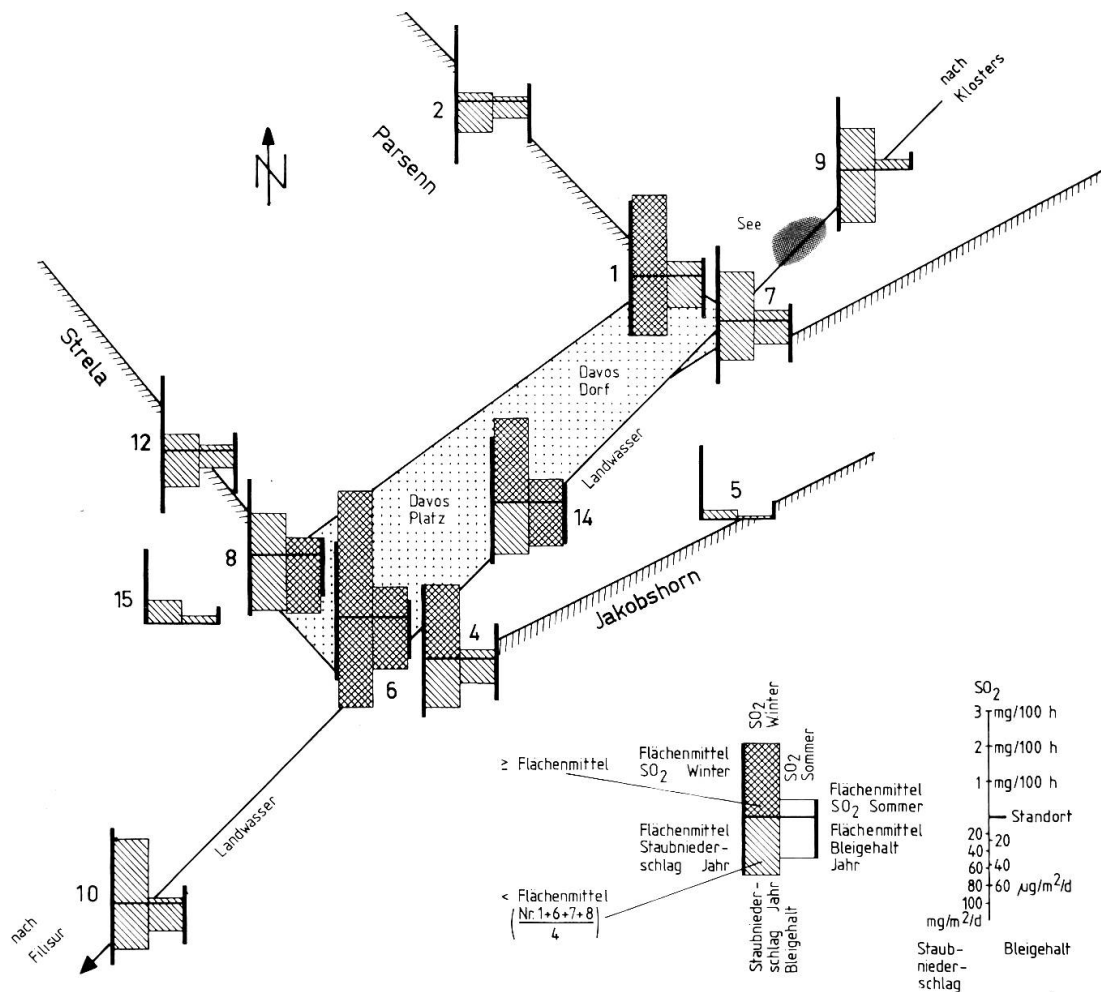 2
Parsenn
N
nach
Klosters
9
See
1
7
Strela
Davos
Dorf
12
Landwasser
5
Davos
Platz
14
8
15
Jakobshorn
4
6
Landwasser
10
nach
Filisur
SO2
Winter
SO2
Sommer
≥ Flächenmittel
Flächenmittel
SO2 Winter
Flächenmittel
SO2 Sommer
Flächenmittel
Staubnieder-
schlag Jahr
Flächenmittel
Bleigehalt
Jahr
< Flächenmittel
(Nr. 1+6+7+8
4)
Staubnieder-
schlag Jahr
Bleigehalt
SO2
3 mg/100 h
2 mg/100 h
1 mg/100 h
Standort
20 20
40 40
60 60 µg/m²/d
80
100
mg/m²/d
Staub-
nieder-
schlag
Bleigehalt